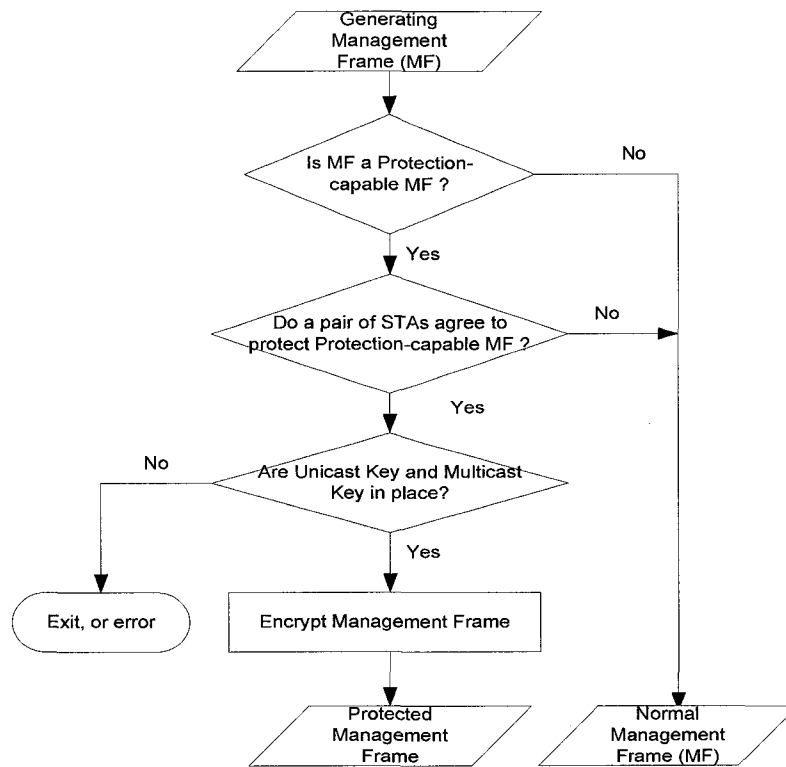 Generating
Management
Frame (MF)
Is MF a Protection-
capable MF ?
No
Yes
Do a pair of STAs agree to
protect Protection-capable MF ?
No
Yes
Are Unicast Key and Multicast
Key in place?
No
Yes
Exit, or error
Encrypt Management Frame
Protected
Management
Frame
Normal
Management
Frame (MF)